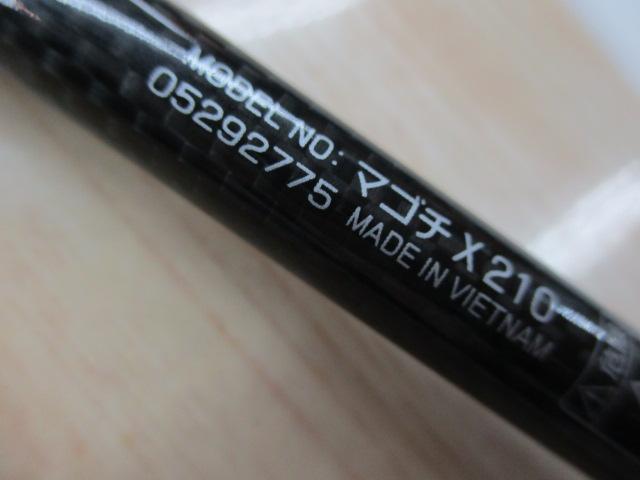 MODEL NO: マゴチ X 210
05292775 MADE IN VIETNAM